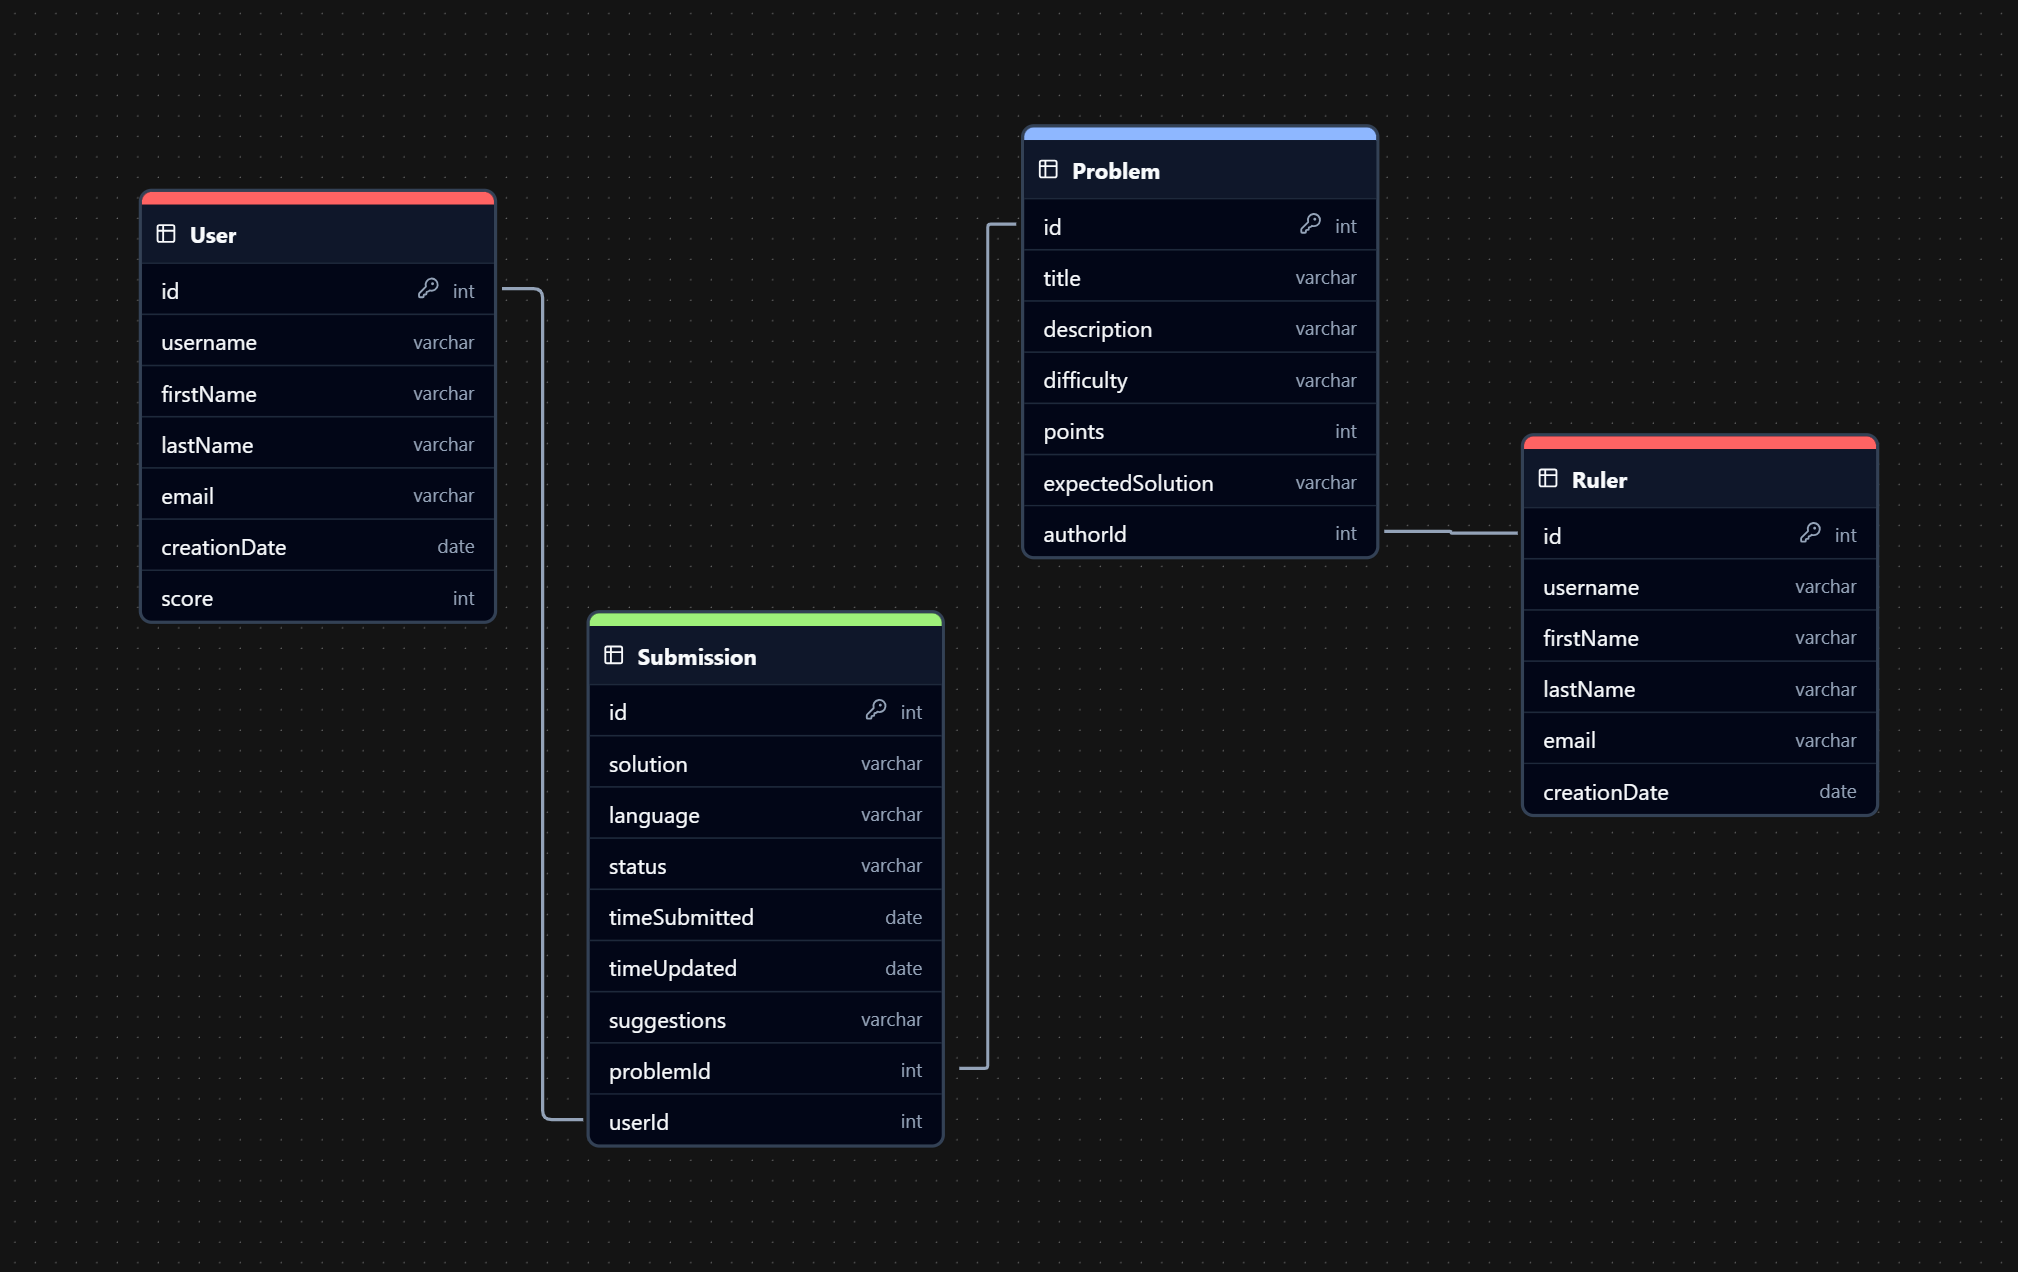 User
id int
username varchar
firstName varchar
lastName varchar
email varchar
creationDate date
score int
Submission
id int
solution varchar
language varchar
status varchar
timeSubmitted date
timeUpdated date
suggestions varchar
problemId int
userId int
Problem
id int
title varchar
description varchar
difficulty varchar
points int
expectedSolution varchar
authorId int
Ruler
id int
username varchar
firstName varchar
lastName varchar
email varchar
creationDate date